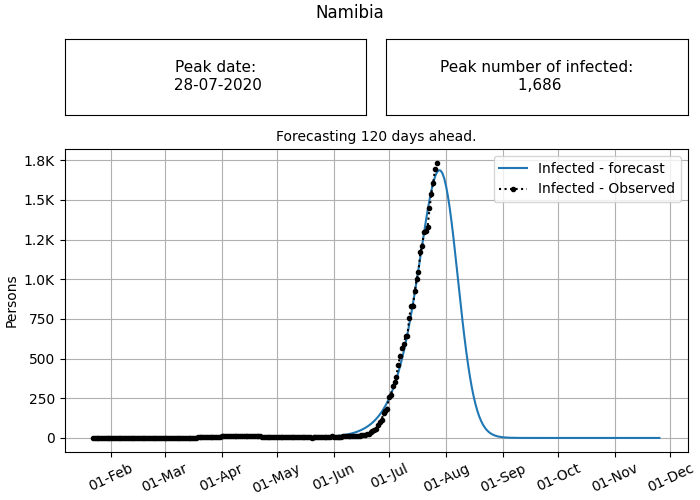 Namibia
Peak date:
28-07-2020
Peak number of infected:
1,686
Forecasting 120 days ahead.
Infected - forecast
Infected - Observed
Persons
1.8K
1.5K
1.2K
1.0K
750
500
250
0
01-Feb
01-Mar
01-Apr
01-May
01-Jun
01-Jul
01-Aug
01-Sep
01-Oct
01-Nov
01-Dec